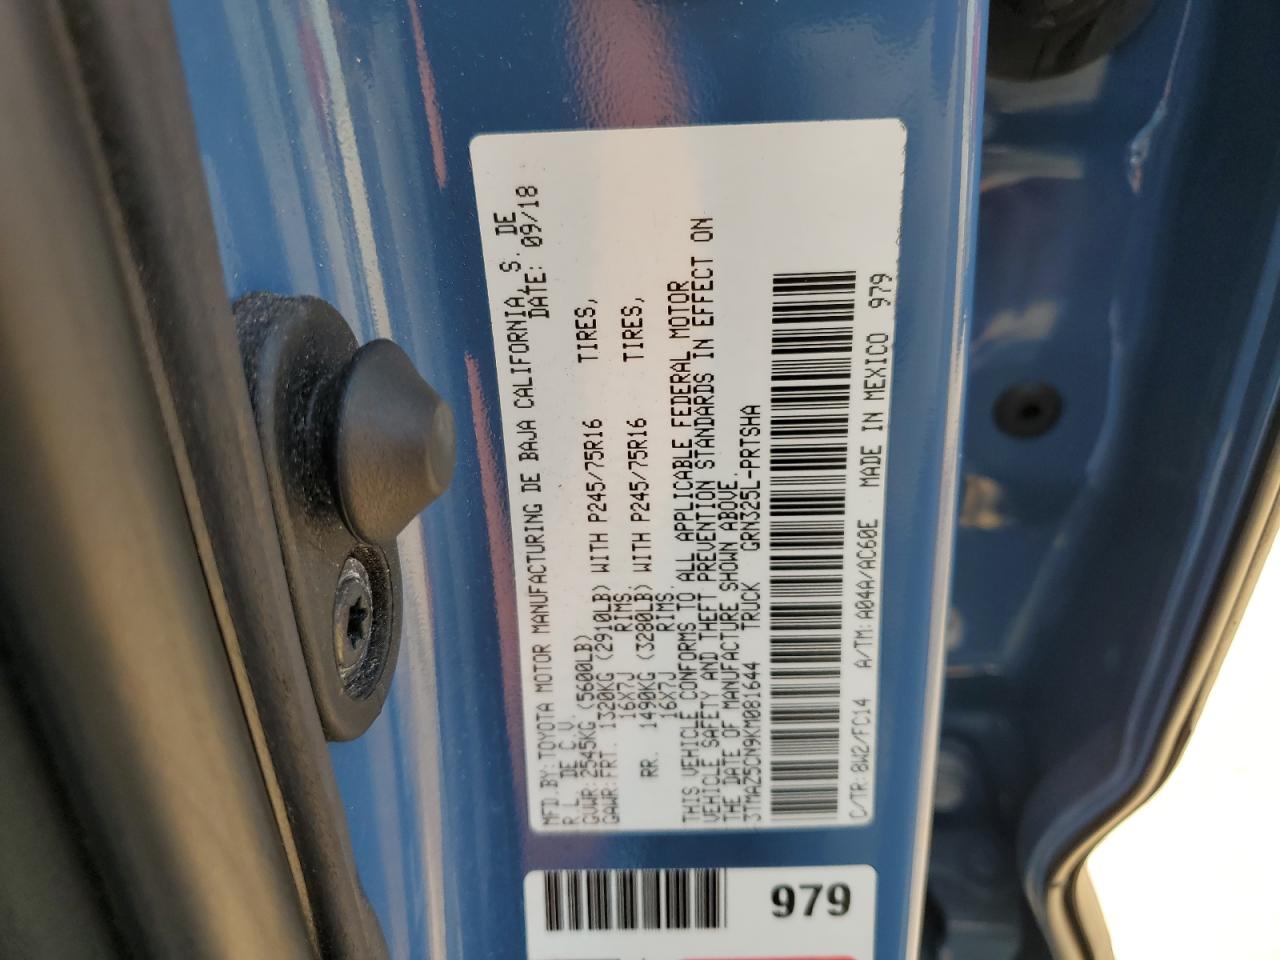 MFD.BY:TOYOTA MOTOR MANUFACTURING DE BAJA CALIFORNIA, S. DE
R.L. DE C.V. DATE: 09/18
GVWR:2545KG (5600LB)
GAWR:FRT. 1320KG (2910LB) WITH P245/75R16 TIRES,
16X7J RIMS,
RR. 1490KG (3280LB) WITH P245/75R16 TIRES,
16X7J RIMS.
THIS VEHICLE CONFORMS TO ALL APPLICABLE FEDERAL MOTOR
VEHICLE SAFETY AND THEFT PREVENTION STANDARDS IN EFFECT ON
THE DATE OF MANUFACTURE SHOWN ABOVE.
3TMAZ5CN9KM081644 TRUCK GRN325L-PRTSHA
C/TR:8W2/FC14 A/TM:A04A/AC60E MADE IN MEXICO 979
979